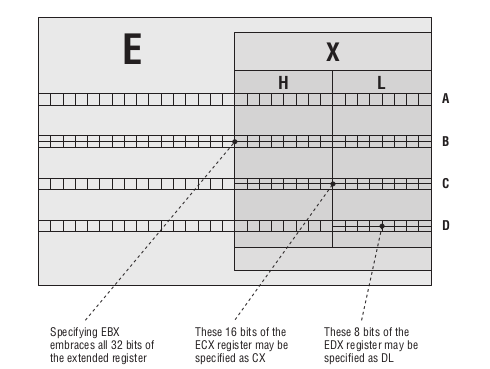 E
X
H L
A
B
C
D
Specifying EBX
embraces all 32 bits of
the extended register
These 16 bits of the
ECX register may be
specified as CX
These 8 bits of the
EDX register may be
specified as DL